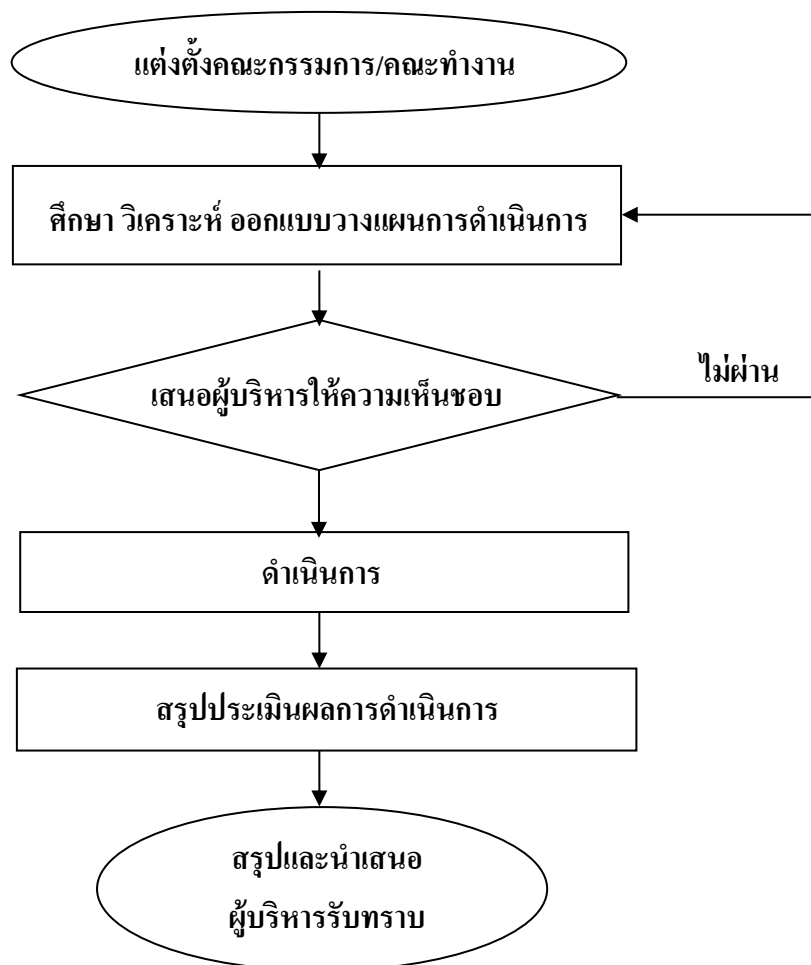 แต่งตั้งคณะกรรมการ/คณะทำงาน
ศึกษา วิเคราะห์ ออกแบบวางแผนการดำเนินการ
เสนอผู้บริหารให้ความเห็นชอบ
ไม่ผ่าน
ดำเนินการ
สรุปประเมินผลการดำเนินการ
สรุปและนำเสนอ
ผู้บริหารรับทราบ